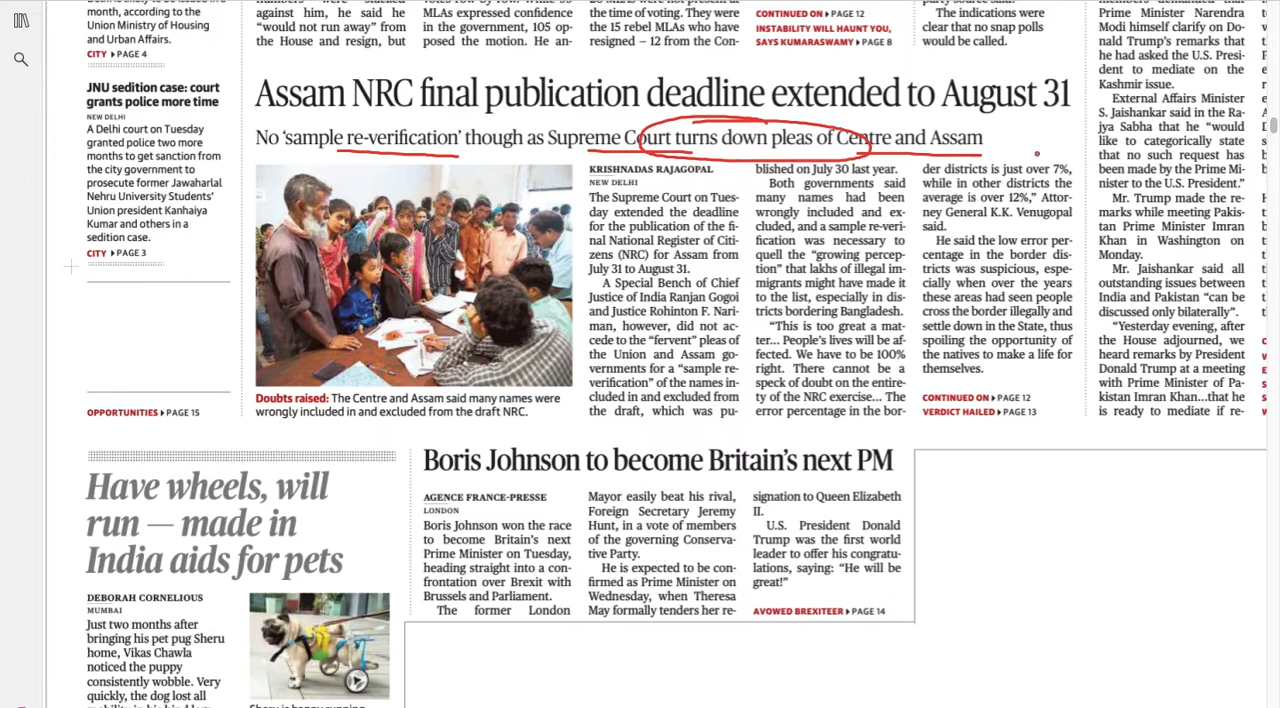 month, according to the
Union Ministry of Housing
and Urban Affairs.
CITY ▸ PAGE 4
JNU sedition case: court
grants police more time
NEW DELHI
A Delhi court on Tuesday
granted police two more
months to get sanction from
the city government to
prosecute former Jawaharlal
Nehru University Students'
Union president Kanhaiya
Kumar and others in a
sedition case.
CITY ▸ PAGE 3
OPPORTUNITIES ▸ PAGE 15
against him, he said he
“would not run away” from
the House and resign, but
MLAs expressed confidence
in the government, 105 op-
posed the motion. He an-
at the time of voting. They were
the 15 rebel MLAs who have
resigned – 12 from the Con-
CONTINUED ON ▸ PAGE 12
INSTABILITY WILL HAUNT YOU,
SAYS KUMARASWAMY ▸ PAGE 8
The indications were
clear that no snap polls
would be called.
Assam NRC final publication deadline extended to August 31
No ‘sample re-verification’ though as Supreme Court turns down pleas of Centre and Assam
Doubts raised: The Centre and Assam said many names were
wrongly included in and excluded from the draft NRC.
KRISHNADAS RAJAGOPAL
NEW DELHI
The Supreme Court on Tues-
day extended the deadline
for the publication of the fi-
nal National Register of Citi-
zens (NRC) for Assam from
July 31 to August 31.
A Special Bench of Chief
Justice of India Ranjan Gogoi
and Justice Rohinton F. Nari-
man, however, did not ac-
cede to the “fervent” pleas of
the Union and Assam go-
vernments for a “sample re-
verification” of the names in-
cluded in and excluded from
the draft, which was pu-
blished on July 30 last year.
Both governments said
many names had been
wrongly included and ex-
cluded, and a sample re-veri-
fication was necessary to
quell the “growing percep-
tion” that lakhs of illegal im-
migrants might have made it
to the list, especially in dis-
tricts bordering Bangladesh.
“This is too great a mat-
ter... People's lives will be af-
fected. We have to be 100%
right. There cannot be a
speck of doubt on the entire-
ty of the NRC exercise... The
error percentage in the bor-
der districts is just over 7%,
while in other districts the
average is over 12%,” Attor-
ney General K.K. Venugopal
said.
He said the low error per-
centage in the border dis-
tricts was suspicious, espe-
cially when over the years
these areas had seen people
cross the border illegally and
settle down in the State, thus
spoiling the opportunity of
the natives to make a life for
themselves.
CONTINUED ON ▸ PAGE 12
VERDICT HAILED ▸ PAGE 13
Prime Minister Narendra
Modi himself clarify on Do-
nald Trump's remarks that
he had asked the U.S. Presi-
dent to mediate on the
Kashmir issue.
External Affairs Minister
S. Jaishankar said in the Ra-
jya Sabha that he “would
like to categorically state
that no such request has
been made by the Prime Mi-
nister to the U.S. President.”
Mr. Trump made the re-
marks while meeting Pakis-
tan Prime Minister Imran
Khan in Washington on
Monday.
Mr. Jaishankar said all
outstanding issues between
India and Pakistan “can be
discussed only bilaterally”.
“Yesterday evening, after
the House adjourned, we
heard remarks by President
Donald Trump at a meeting
with Prime Minister of Pa-
kistan Imran Khan...that he
is ready to mediate if re-
Have wheels, will
run — made in
India aids for pets
DEBORAH CORNELIOUS
MUMBAI
Just two months after
bringing his pet pug Sheru
home, Vikas Chawla
noticed the puppy
consistently wobble. Very
quickly, the dog lost all
Boris Johnson to become Britain's next PM
AGENCE FRANCE-PRESSE
LONDON
Boris Johnson won the race
to become Britain's next
Prime Minister on Tuesday,
heading straight into a con-
frontation over Brexit with
Brussels and Parliament.
The former London
Mayor easily beat his rival,
Foreign Secretary Jeremy
Hunt, in a vote of members
of the governing Conserva-
tive Party.
He is expected to be con-
firmed as Prime Minister on
Wednesday, when Theresa
May formally tenders her re-
signation to Queen Elizabeth
II.
U.S. President Donald
Trump was the first world
leader to offer his congratu-
lations, saying: “He will be
great!”
AVOWED BREXITEER ▸ PAGE 14